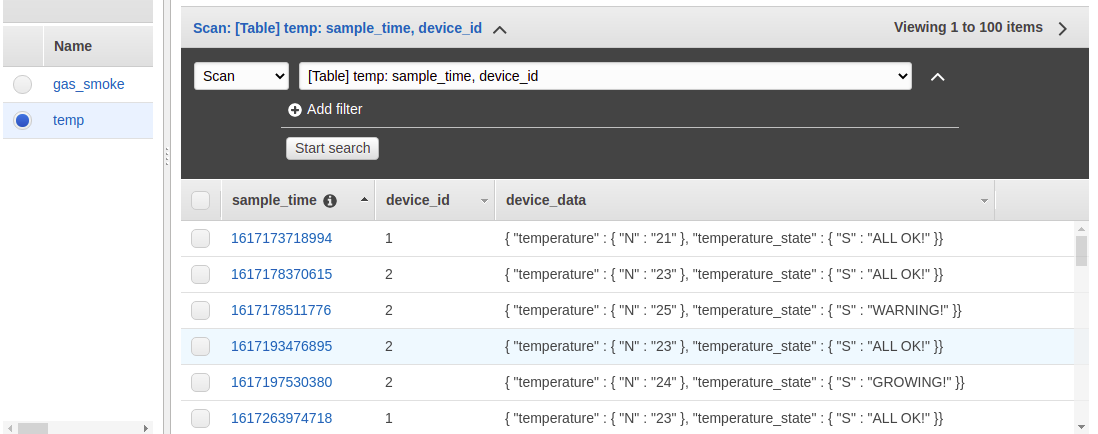 Name
gas_smoke
temp
Scan: [Table] temp: sample_time, device_id
Viewing 1 to 100 items
Scan
[Table] temp: sample_time, device_id
Add filter
Start search
sample_time device_id device_data
1617173718994 1 { "temperature" : { "N" : "21" }, "temperature_state" : { "S" : "ALL OK!" }}
1617178370615 2 { "temperature" : { "N" : "23" }, "temperature_state" : { "S" : "ALL OK!" }}
1617178511776 2 { "temperature" : { "N" : "25" }, "temperature_state" : { "S" : "WARNING!" }}
1617193476895 2 { "temperature" : { "N" : "23" }, "temperature_state" : { "S" : "ALL OK!" }}
1617197530380 2 { "temperature" : { "N" : "24" }, "temperature_state" : { "S" : "GROWING!" }}
1617263974718 1 { "temperature" : { "N" : "23" }, "temperature_state" : { "S" : "ALL OK!" }}